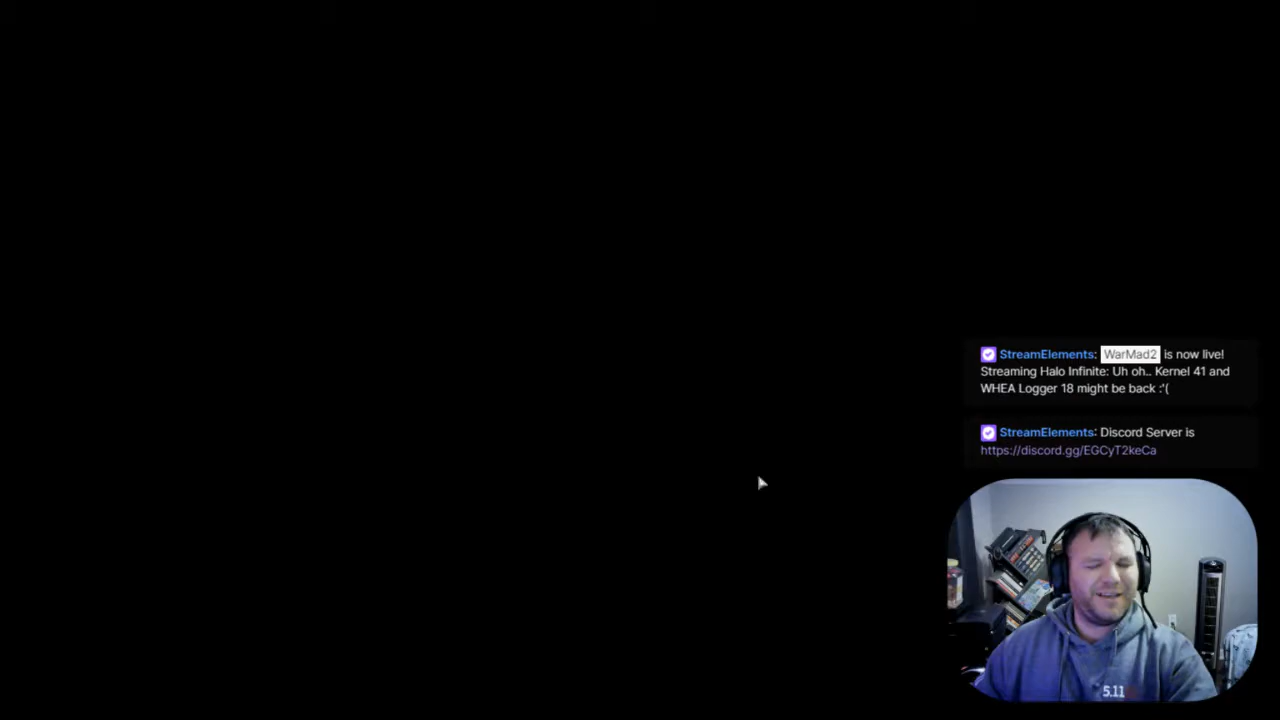 StreamElements: WarMad2 is now live!
Streaming Halo Infinite: Uh oh.. Kernel 41 and
WHEA Logger 18 might be back :'(
StreamElements: Discord Server is
https://discord.gg/EGCyT2keCa
5.11